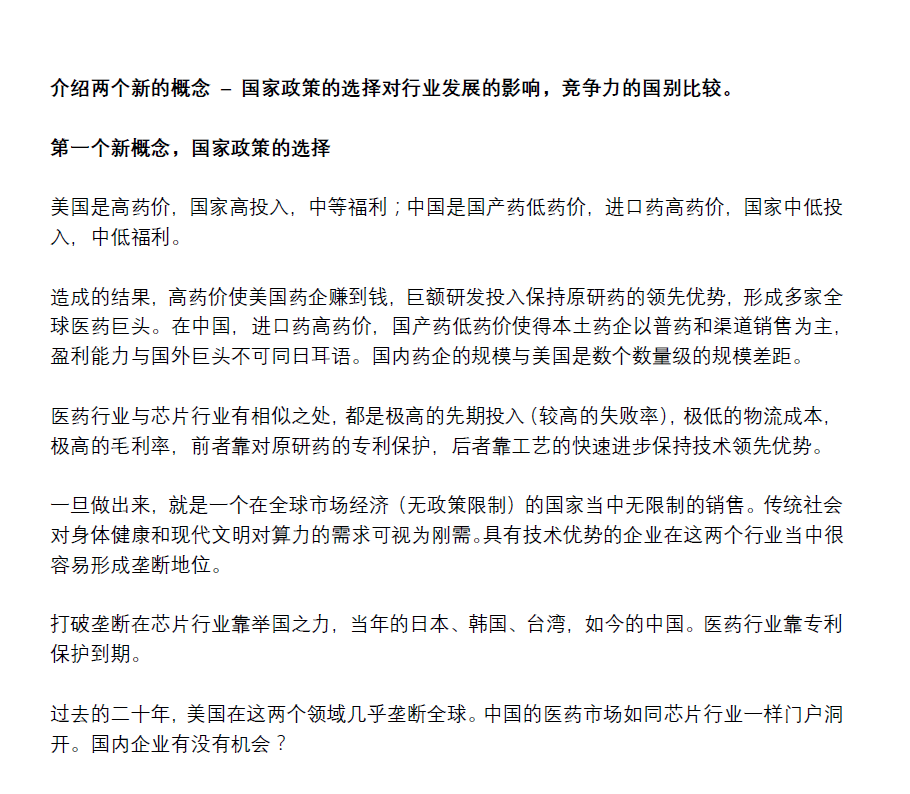 介绍两个新的概念 – 国家政策的选择对行业发展的影响，竞争力的国别比较。
第一个新概念，国家政策的选择
美国是高药价，国家高投入，中等福利；中国是国产药低药价，进口药高药价，国家中低投
入，中低福利。
造成的结果，高药价使美国药企赚到钱，巨额研发投入保持原研药的领先优势，形成多家全
球医药巨头。在中国，进口药高药价，国产药低药价使得本土药企以普药和渠道销售为主，
盈利能力与国外巨头不可同日耳语。国内药企的规模与美国是数个数量级的规模差距。
医药行业与芯片行业有相似之处，都是极高的先期投入（较高的失败率），极低的物流成本，
极高的毛利率，前者靠对原研药的专利保护，后者靠工艺的快速进步保持技术领先优势。
一旦做出来，就是一个在全球市场经济（无政策限制）的国家当中无限制的销售。传统社会
对身体健康和现代文明对算力的需求可视为刚需。具有技术优势的企业在这两个行业当中很
容易形成垄断地位。
打破垄断在芯片行业靠举国之力，当年的日本、韩国、台湾，如今的中国。医药行业靠专利
保护到期。
过去的二十年，美国在这两个领域几乎垄断全球。中国的医药市场如同芯片行业一样门户洞
开。国内企业有没有机会？